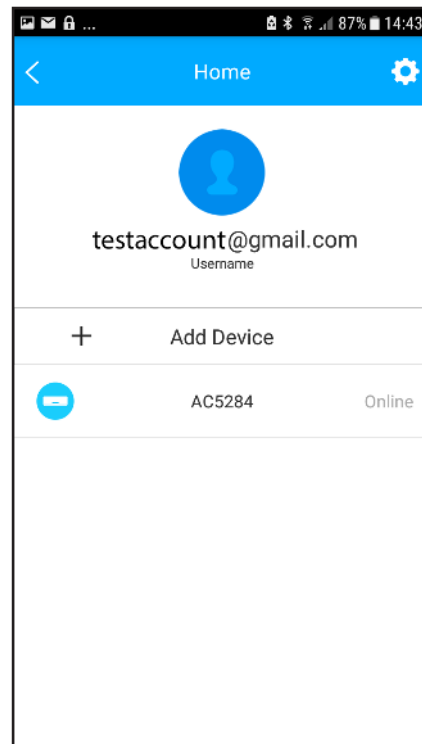 ... 87% 14:43
Home
testaccount@gmail.com
Username
+ Add Device
AC5284 Online